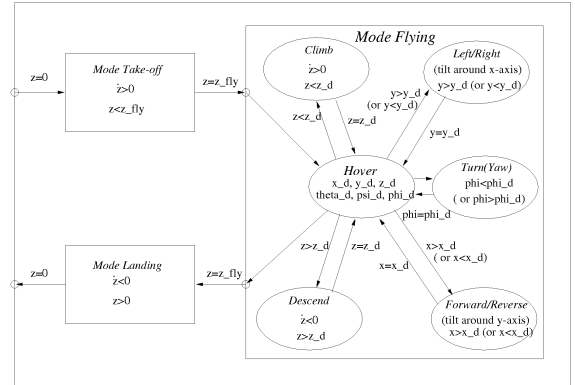 Mode Flying
z=0
Mode Take-off
ż>0
z<z_fly
z=z_fly
Climb
ż>0
z<z_d
z<z_d
z=z_d
Left/Right
(tilt around x-axis)
y>y_d (or y<y_d)
y>y_d
(or y<y_d)
y=y_d
Hover
x_d, y_d, z_d
theta_d, psi_d, phi_d
Turn(Yaw)
phi<phi_d
( or phi>phi_d)
phi=phi_d
z=0
Mode Landing
ż<0
z>0
z=z_fly
z>z_d
z=z_d
x=x_d
x>x_d
( or x<x_d)
Descend
ż<0
z>z_d
Forward/Reverse
(tilt around y-axis)
x>x_d (or x<x_d)